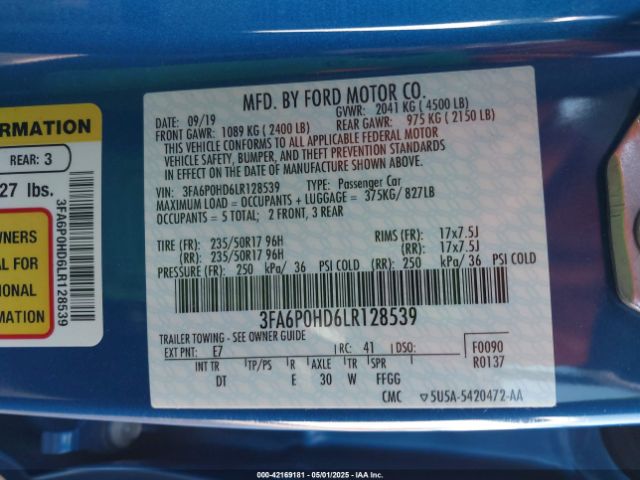 ORMATION
REAR: 3
27 lbs.
WNERS
AL FOR
IONAL
RMATION
3FA6P0HD6LR128539
MFD. BY FORD MOTOR CO.
DATE: 09/19 GVWR: 2041 KG ( 4500 LB)
FRONT GAWR: 1089 KG ( 2400 LB) REAR GAWR: 975 KG ( 2150 LB)
THIS VEHICLE CONFORMS TO ALL APPLICABLE FEDERAL MOTOR
VEHICLE SAFETY, BUMPER, AND THEFT PREVENTION STANDARDS
IN EFFECT ON THE DATE OF MANUFACTURE SHOWN ABOVE.
VIN: 3FA6P0HD6LR128539 TYPE: Passenger Car
MAXIMUM LOAD = OCCUPANTS + LUGGAGE = 375KG/ 827LB
OCCUPANTS = 5 TOTAL; 2 FRONT, 3 REAR
TIRE (FR): 235/50R17 96H RIMS (FR): 17x7.5J
(RR): 235/50R17 96H (RR): 17x7.5J
PRESSURE (FR): 250 kPa/ 36 PSI COLD (RR): 250 kPa/ 36 PSI COLD
3FA6P0HD6LR128539
TRAILER TOWING - SEE OWNER GUIDE
EXT PNT: E7 RC: 41 DSO: F0090
INT TR TP/PS R AXLE TR SPR R0137
DT E 30 W FFGG
CMC ▽5U5A-5420472-AA
000-42169181 - 05/01/2025 - IAAI, Inc.